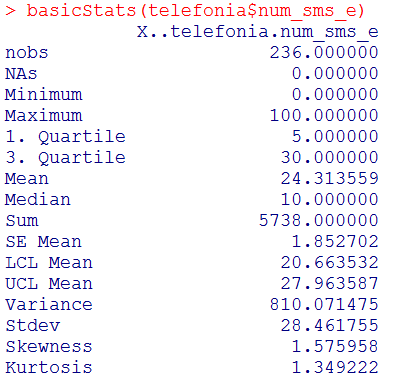 > basicStats(telefonia$num_sms_e)
X..telefonia.num_sms_e
nobs 236.000000
NAs 0.000000
Minimum 0.000000
Maximum 100.000000
1. Quartile 5.000000
3. Quartile 30.000000
Mean 24.313559
Median 10.000000
Sum 5738.000000
SE Mean 1.852702
LCL Mean 20.663532
UCL Mean 27.963587
Variance 810.071475
Stdev 28.461755
Skewness 1.575958
Kurtosis 1.349222